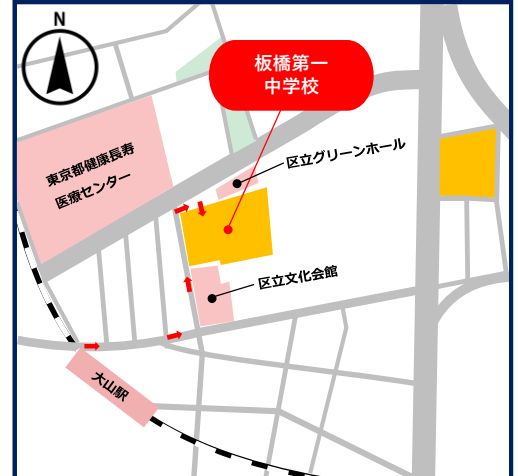 N
板橋第一
中学校
東京都健康長寿
医療センター
区立グリーンホール
区立文化会館
大山駅